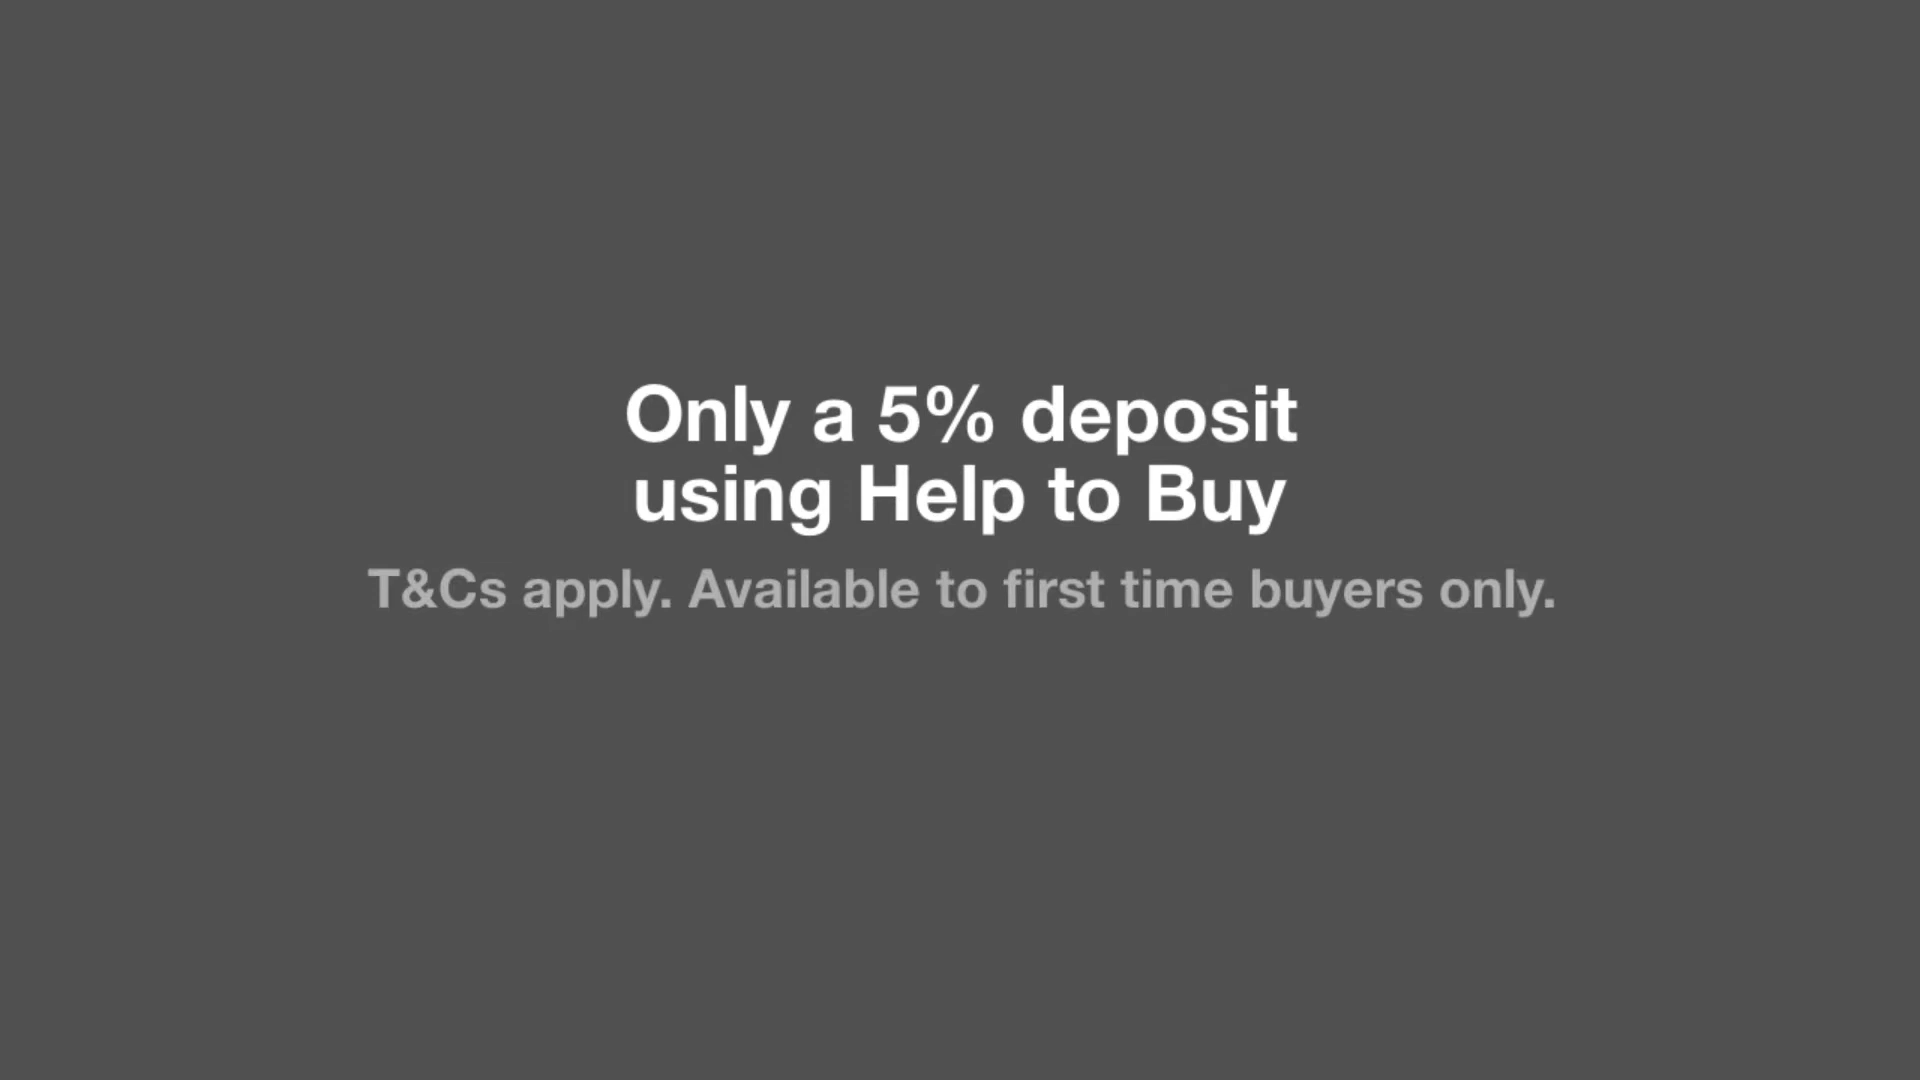 Only a 5% deposit
using Help to Buy
T&Cs apply. Available to first time buyers only.